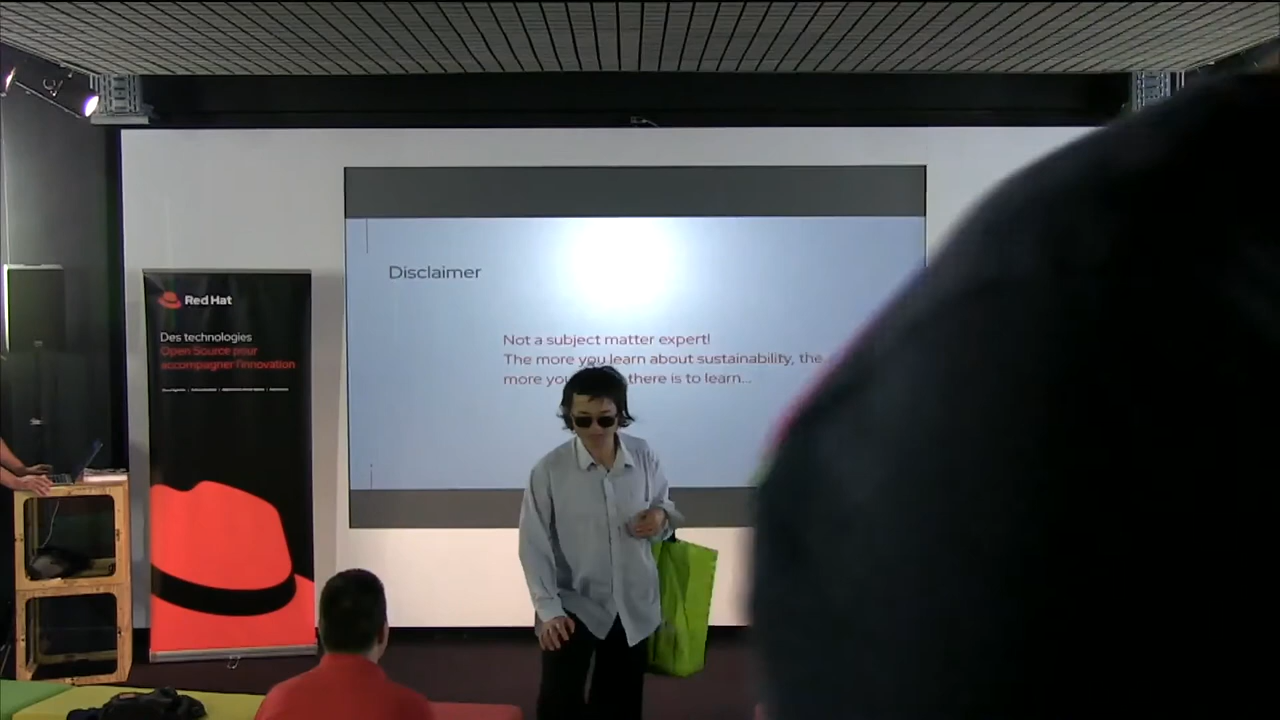 Disclaimer
Not a subject matter expert!
The more you learn about sustainability, the
more you there is to learn...
Red Hat
Des technologies
Open Source pour
accompagner l'innovation